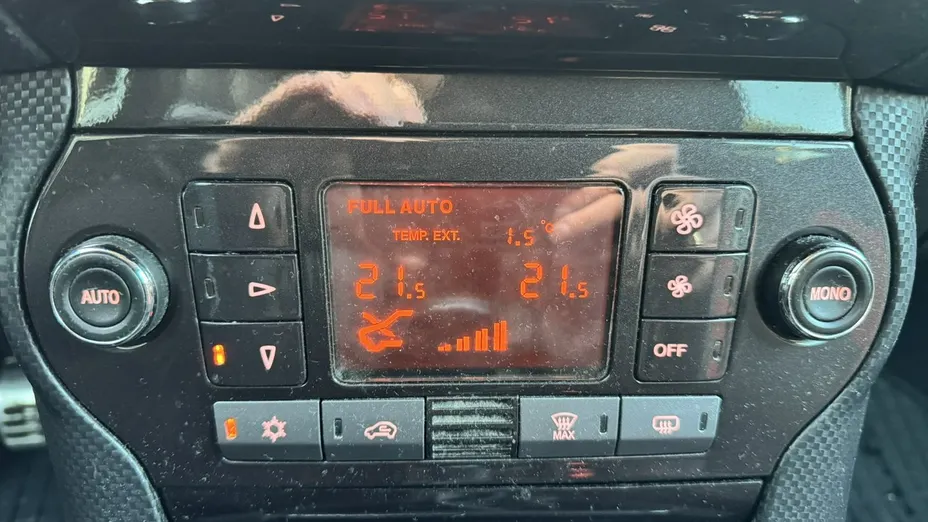 FULL AUTO
TEMP. EXT. 1.5 °C
21.5 21.5
AUTO
MONO
OFF
MAX